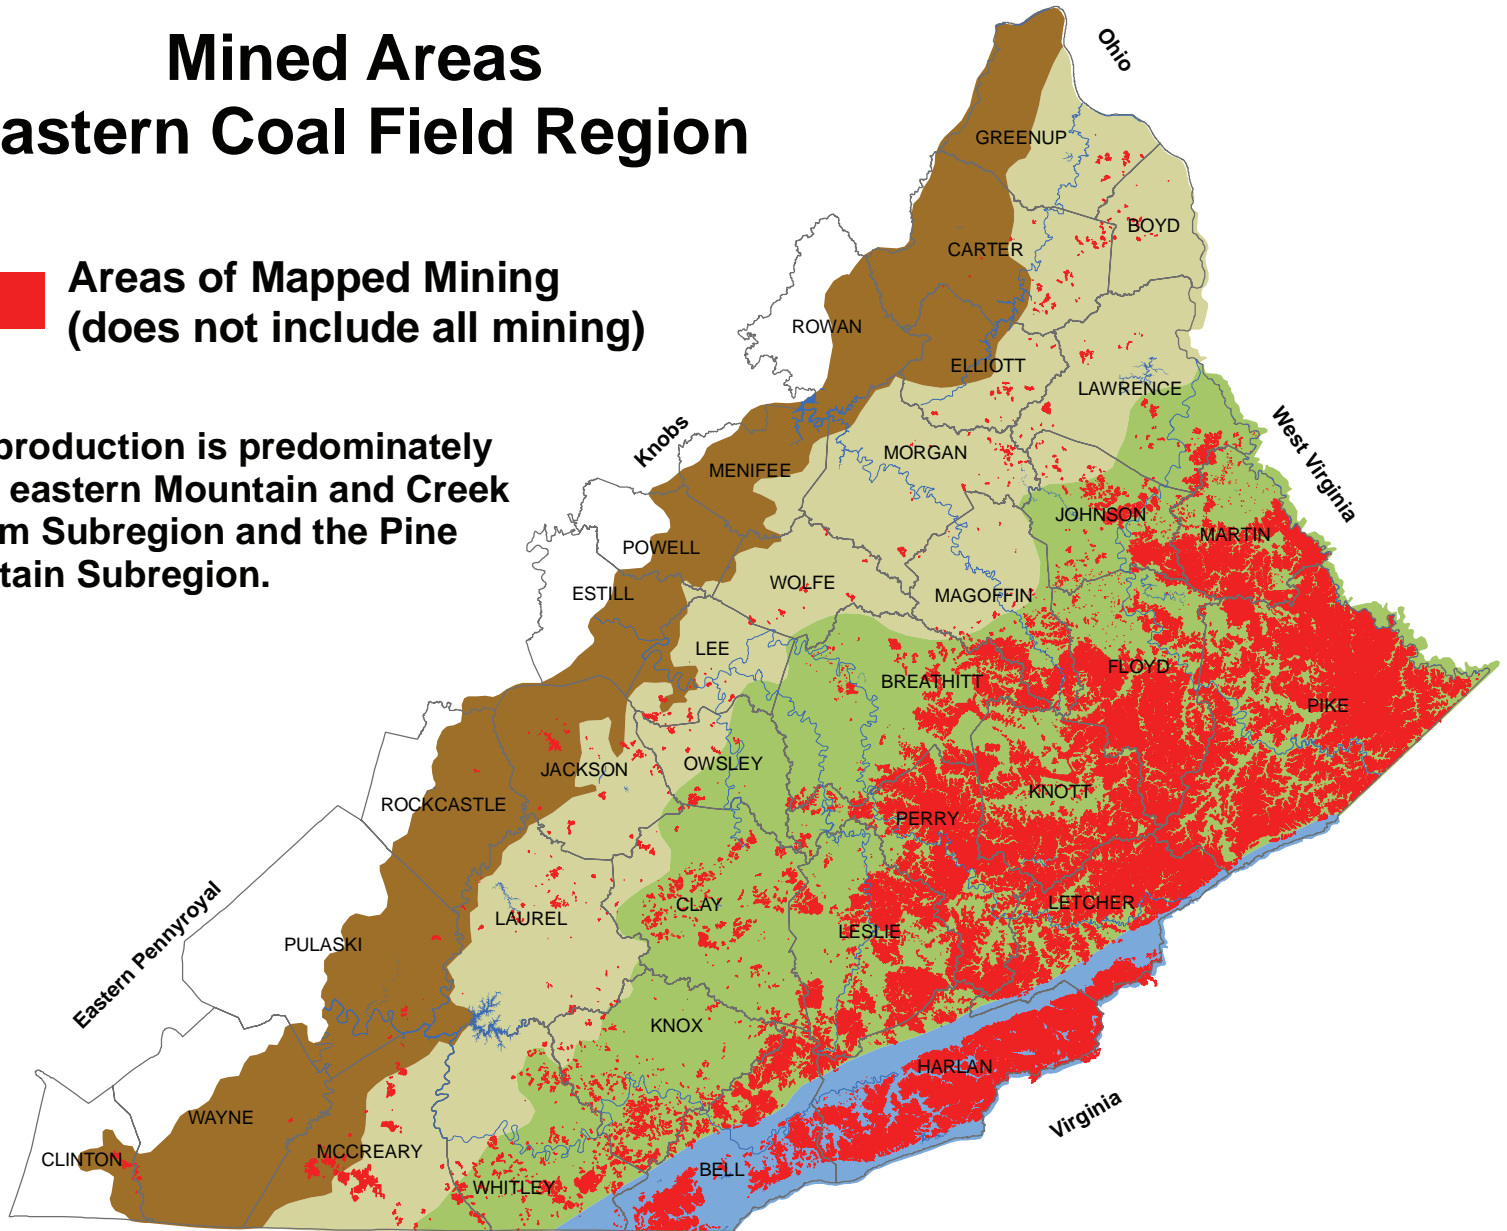 Mined Areas
astern Coal Field Region
Areas of Mapped Mining
(does not include all mining)
production is predominately
eastern Mountain and Creek
m Subregion and the Pine
tain Subregion.
Ohio
GREENUP
BOYD
CARTER
ROWAN
ELLIOTT
LAWRENCE
Knobs
West Virginia
MORGAN
MENIFEE
JOHNSON
MARTIN
POWELL
WOLFE
ESTILL
MAGOFFIN
LEE
FLOYD
BREATHITT
PIKE
OWSLEY
JACKSON
KNOTT
ROCKCASTLE
PERRY
LETCHER
CLAY
LAUREL
LESLIE
Eastern Pennyroyal
PULASKI
KNOX
HARLAN
Virginia
WAYNE
MCCREARY
CLINTON
BELL
WHITLEY